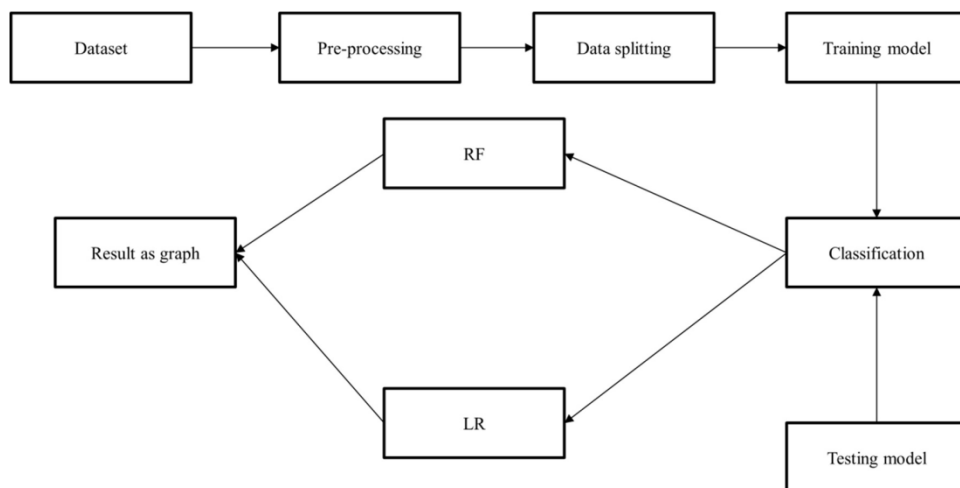 Dataset
Pre-processing
Data splitting
Training model
RF
Result as graph
Classification
LR
Testing model